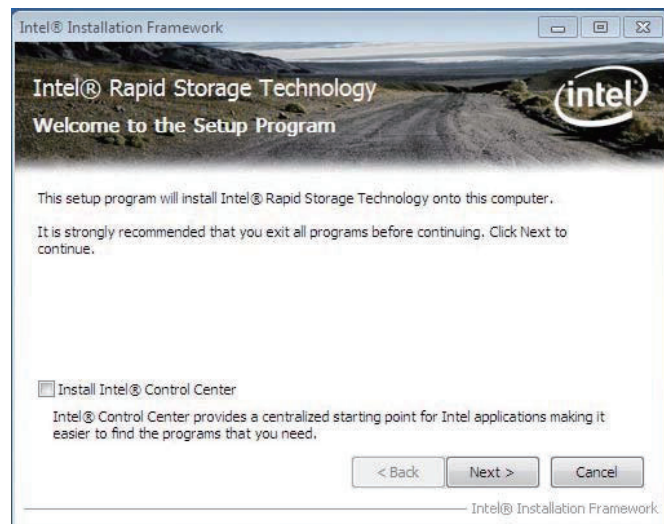 Intel® Installation Framework
Intel® Rapid Storage Technology
Welcome to the Setup Program
intel
This setup program will install Intel® Rapid Storage Technology onto this computer.
It is strongly recommended that you exit all programs before continuing. Click Next to
continue.
Install Intel® Control Center
Intel® Control Center provides a centralized starting point for Intel applications making it
easier to find the programs that you need.
< Back Next > Cancel
Intel® Installation Framework